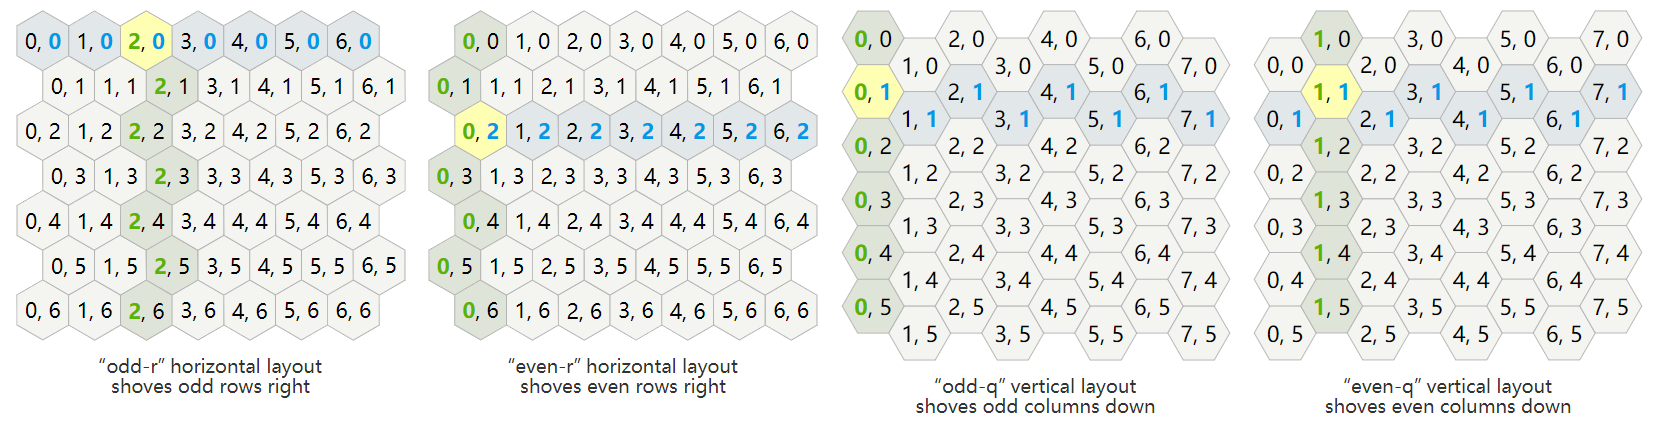 0, 0 1, 0 2, 0 3, 0 4, 0 5, 0 6, 0
0, 1 1, 1 2, 1 3, 1 4, 1 5, 1 6, 1
0, 2 1, 2 2, 2 3, 2 4, 2 5, 2 6, 2
0, 3 1, 3 2, 3 3, 3 4, 3 5, 3 6, 3
0, 4 1, 4 2, 4 3, 4 4, 4 5, 4 6, 4
0, 5 1, 5 2, 5 3, 5 4, 5 5, 5 6, 5
0, 6 1, 6 2, 6 3, 6 4, 6 5, 6 6, 6
“odd-r” horizontal layout
shoves odd rows right
0, 0 1, 0 2, 0 3, 0 4, 0 5, 0 6, 0
0, 1 1, 1 2, 1 3, 1 4, 1 5, 1 6, 1
0, 2 1, 2 2, 2 3, 2 4, 2 5, 2 6, 2
0, 3 1, 3 2, 3 3, 3 4, 3 5, 3 6, 3
0, 4 1, 4 2, 4 3, 4 4, 4 5, 4 6, 4
0, 5 1, 5 2, 5 3, 5 4, 5 5, 5 6, 5
0, 6 1, 6 2, 6 3, 6 4, 6 5, 6 6, 6
“even-r” horizontal layout
shoves even rows right
0, 0 2, 0 4, 0 6, 0
1, 0 3, 0 5, 0 7, 0
0, 1 2, 1 4, 1 6, 1
1, 1 3, 1 5, 1 7, 1
0, 2 2, 2 4, 2 6, 2
1, 2 3, 2 5, 2 7, 2
0, 3 2, 3 4, 3 6, 3
1, 3 3, 3 5, 3 7, 3
0, 4 2, 4 4, 4 6, 4
1, 4 3, 4 5, 4 7, 4
0, 5 2, 5 4, 5 6, 5
1, 5 3, 5 5, 5 7, 5
“odd-q” vertical layout
shoves odd columns down
1, 0 3, 0 5, 0 7, 0
0, 0 2, 0 4, 0 6, 0
1, 1 3, 1 5, 1 7, 1
0, 1 2, 1 4, 1 6, 1
1, 2 3, 2 5, 2 7, 2
0, 2 2, 2 4, 2 6, 2
1, 3 3, 3 5, 3 7, 3
0, 3 2, 3 4, 3 6, 3
1, 4 3, 4 5, 4 7, 4
0, 4 2, 4 4, 4 6, 4
1, 5 3, 5 5, 5 7, 5
0, 5 2, 5 4, 5 6, 5
“even-q” vertical layout
shoves even columns down